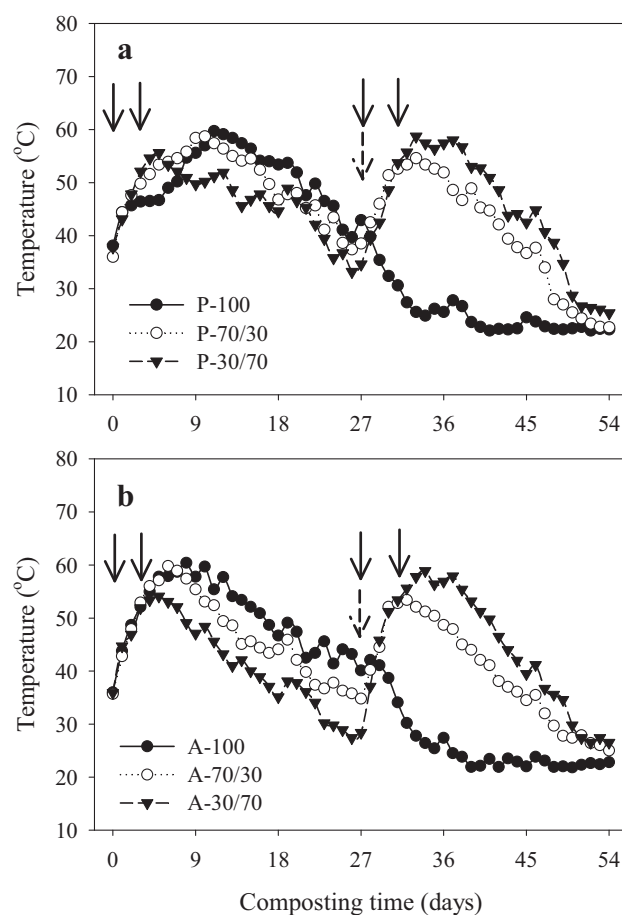 80
a
70
60
50
40
30
20
10
Temperature (°C)
P-100
P-70/30
P-30/70
0 9 18 27 36 45 54
80
b
70
60
50
40
30
20
10
Temperature (°C)
A-100
A-70/30
A-30/70
0 9 18 27 36 45 54
Composting time (days)